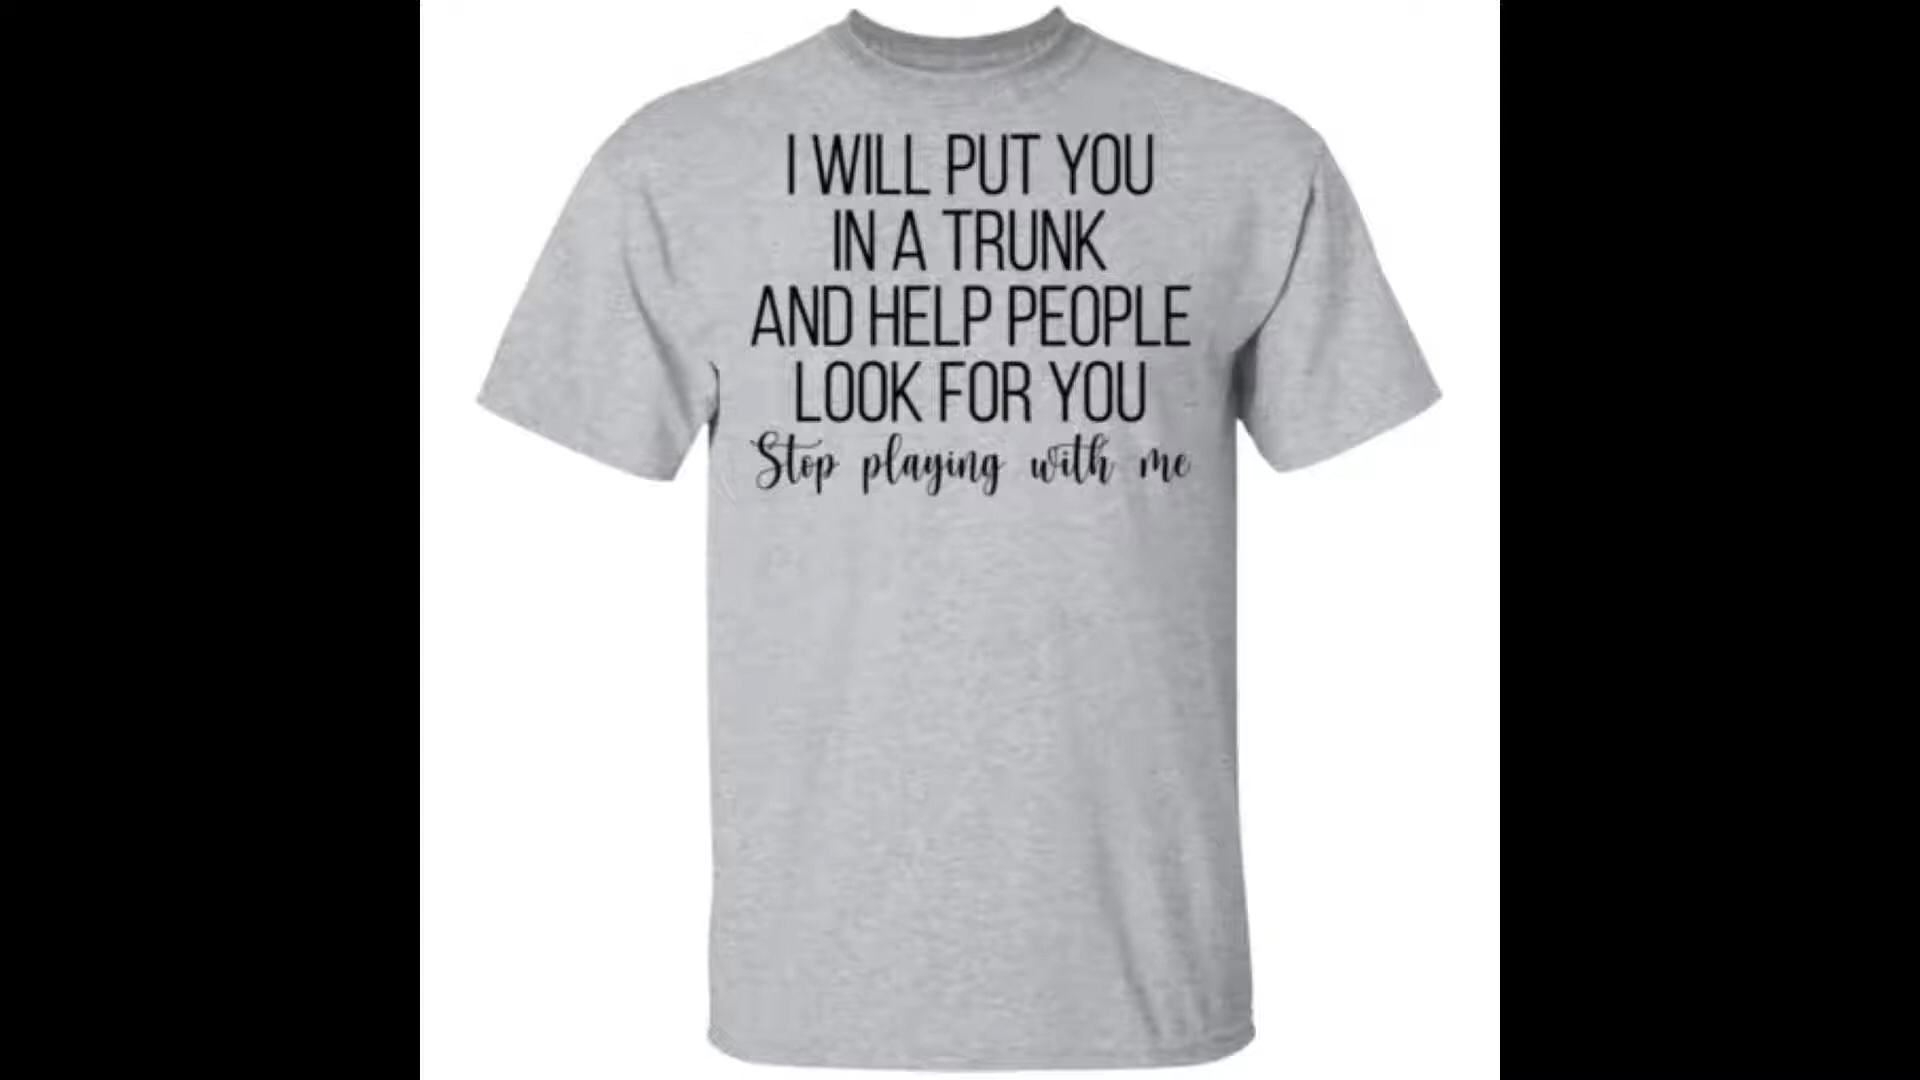 I WILL PUT YOU
IN A TRUNK
AND HELP PEOPLE
LOOK FOR YOU
Stop playing with me